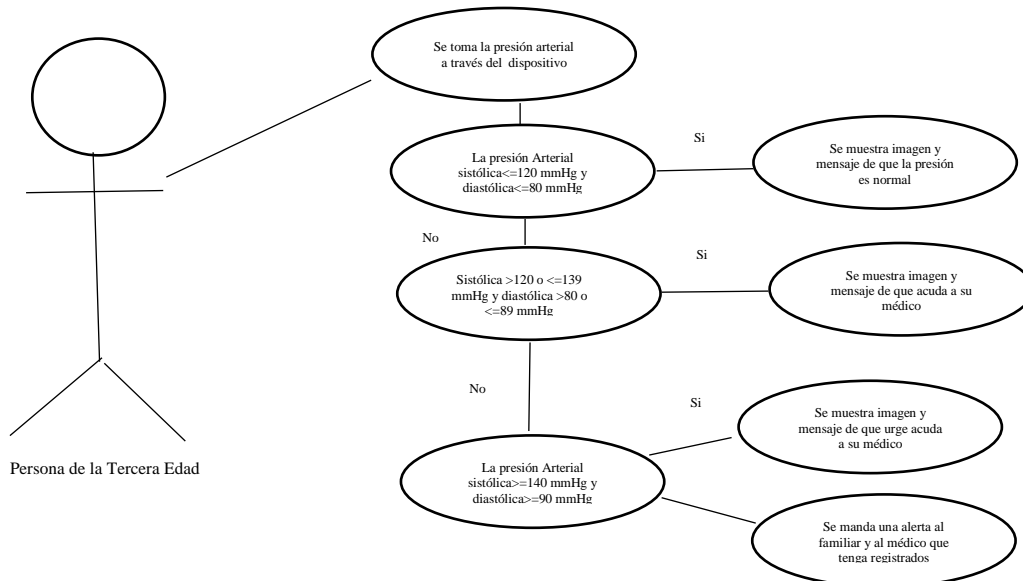 Se toma la presión arterial
a través del dispositivo
La presión Arterial
sistólica<=120 mmHg y
diastólica<=80 mmHg
Si
Se muestra imagen y
mensaje de que la presión
es normal
No
Sistólica >120 o <=139
mmHg y diastólica >80 o
<=89 mmHg
Si
Se muestra imagen y
mensaje de que acuda a su
médico
No
La presión Arterial
sistólica>=140 mmHg y
diastólica>=90 mmHg
Si
Se muestra imagen y
mensaje de que urge acuda
a su médico
Se manda una alerta al
familiar y al médico que
tenga registrados
Persona de la Tercera Edad